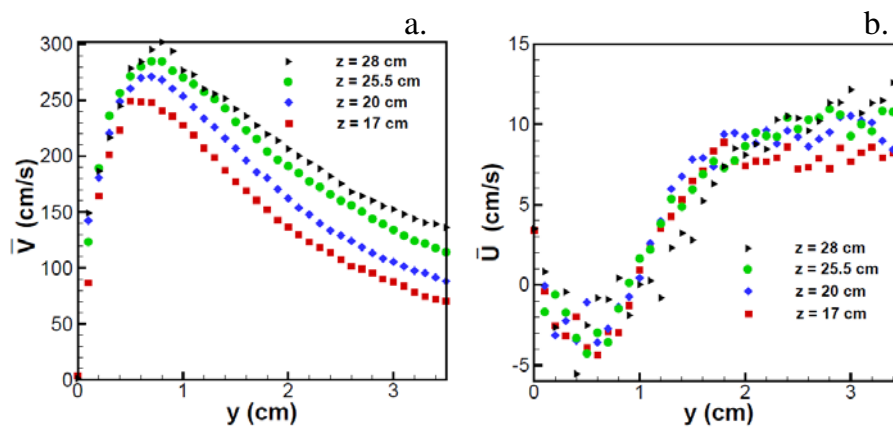 a.
300
250
200
150
100
50
0
V̄ (cm/s)
0 1 2 3
y (cm)
z = 28 cm
z = 25.5 cm
z = 20 cm
z = 17 cm
b.
15
10
5
0
-5
Ū (cm/s)
0 1 2 3
y (cm)
z = 28 cm
z = 25.5 cm
z = 20 cm
z = 17 cm